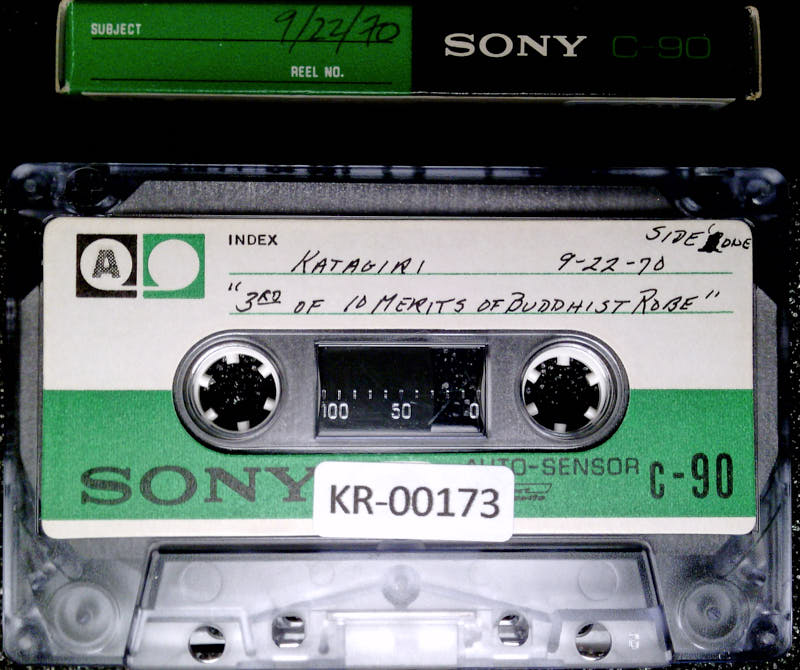 SUBJECT 9/22/70
REEL NO.
SONY C-90
A
INDEX
SIDE ONE
KATAGIRI 9-22-70
"3RD OF 10 MERITS OF BUDDHIST ROBE"
100 50 0
SONY
AUTO-SENSOR
C-90
KR-00173